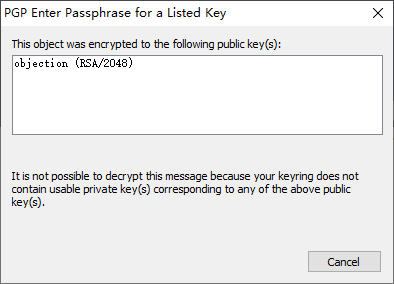 PGP Enter Passphrase for a Listed Key
This object was encrypted to the following public key(s):
objection (RSA/2048)
It is not possible to decrypt this message because your keyring does not
contain usable private key(s) corresponding to any of the above public
key(s).
Cancel